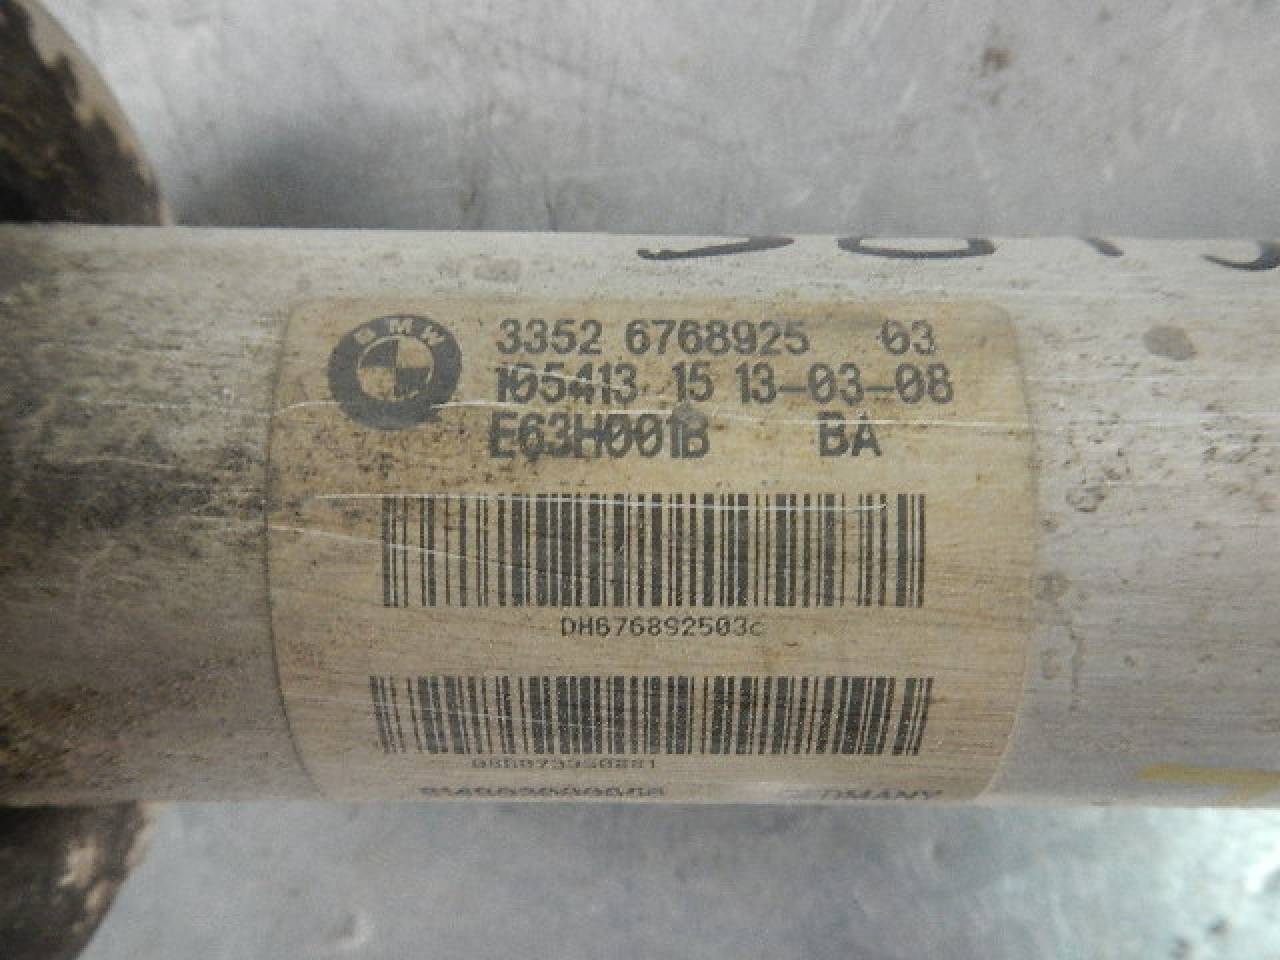 BMW
3352 6768925 03
105413 15 13-03-08
E63H001B BA
DH676892503c